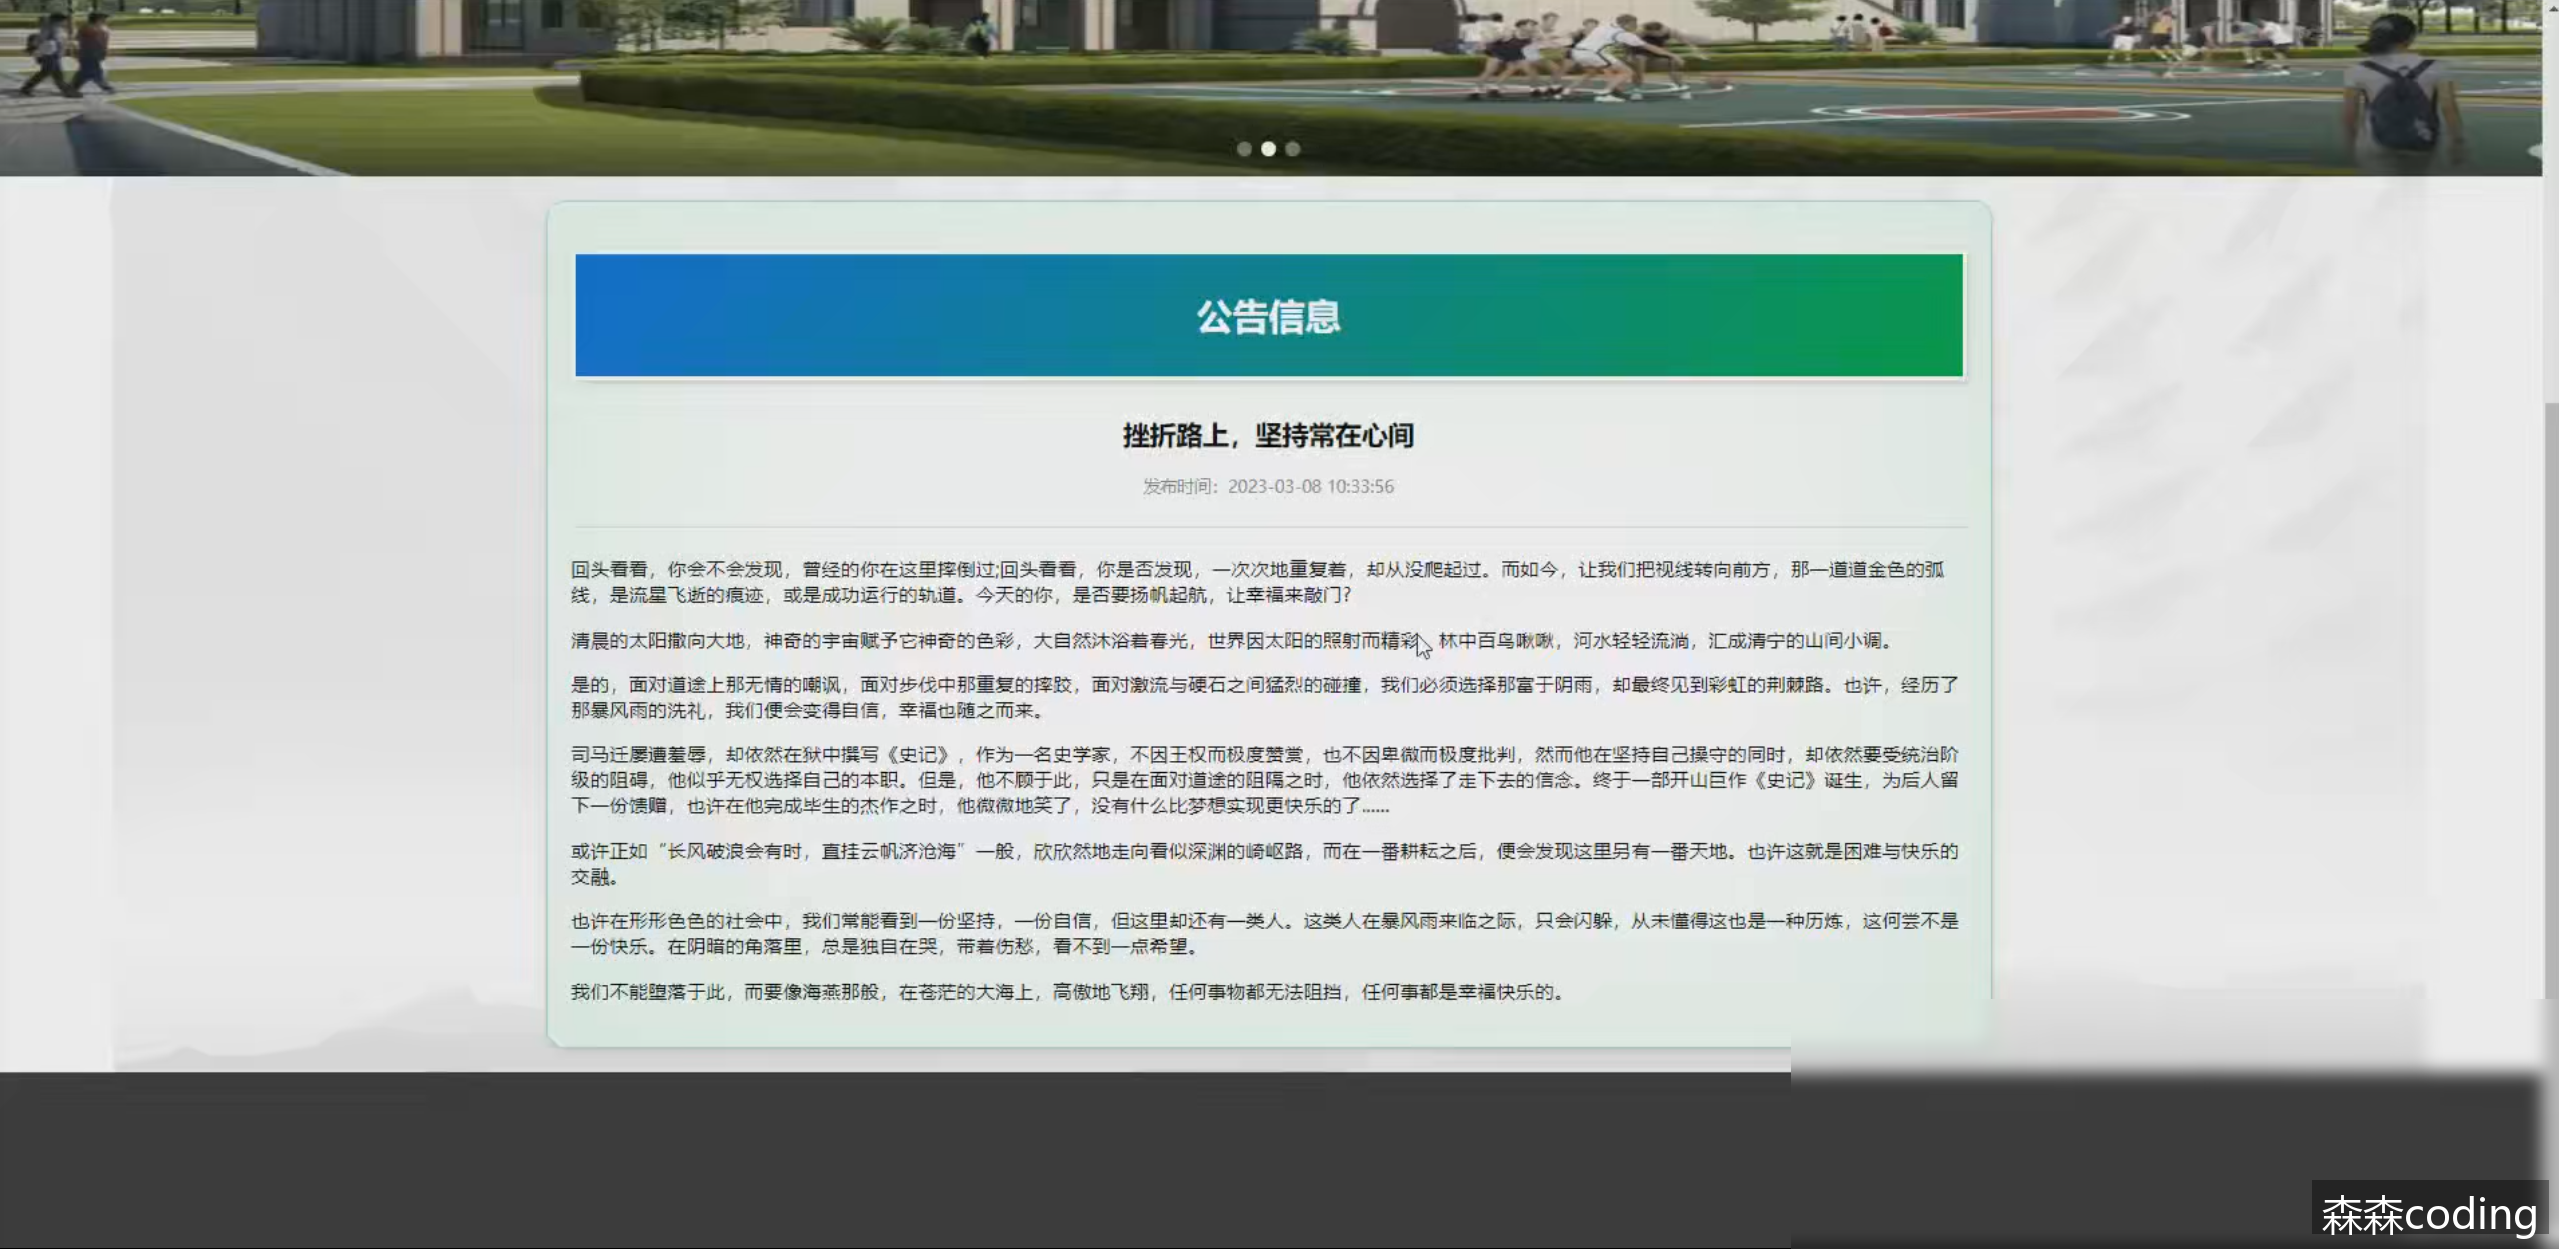 公告信息
挫折路上，坚持常在心间
发布时间：2023-03-08 10:33:56
回头看看，你会不会发现，曾经的你在这里摔倒过;回头看看，你是否发现，一次次地重复着，却从没爬起过。而如今，让我们把视线转向前方，那一道道金色的弧
线，是流星飞逝的痕迹，或是成功运行的轨道。今天的你，是否要扬帆起航，让幸福来敲门？
清晨的太阳撒向大地，神奇的宇宙赋予它神奇的色彩，大自然沐浴着春光，世界因太阳的照射而精彩，林中百鸟啾啾，河水轻轻流淌，汇成清宁的山间小调。
是的，面对道途上那无情的嘲讽，面对步伐中那重复的摔跤，面对激流与硬石之间猛烈的碰撞，我们必须选择那富于阴雨，却最终见到彩虹的荆棘路。也许，经历了
那暴风雨的洗礼，我们便会变得自信，幸福也随之而来。
司马迁屡遭羞辱，却依然在狱中撰写《史记》，作为一名史学家，不因王权而极度赞赏，也不因卑微而极度批判，然而他在坚持自己操守的同时，却依然要受统治阶
级的阻碍，他似乎无权选择自己的本职。但是，他不顾于此，只是在面对道途的阻隔之时，他依然选择了走下去的信念。终于一部开山巨作《史记》诞生，为后人留
下一份馈赠，也许在他完成毕生的杰作之时，他微微地笑了，没有什么比梦想实现更快乐的了……
或许正如“长风破浪会有时，直挂云帆济沧海”一般，欣欣然地走向看似深渊的崎岖路，而在一番耕耘之后，便会发现这里另有一番天地。也许这就是困难与快乐的
交融。
也许在形形色色的社会中，我们常能看到一份坚持，一份自信，但这里却还有一类人。这类人在暴风雨来临之际，只会闪躲，从未懂得这也是一种历炼，这何尝不是
一份快乐。在阴暗的角落里，总是独自在哭，带着伤愁，看不到一点希望。
我们不能堕落于此，而要像海燕那般，在苍茫的大海上，高傲地飞翔，任何事物都无法阻挡，任何事都是幸福快乐的。
森森coding